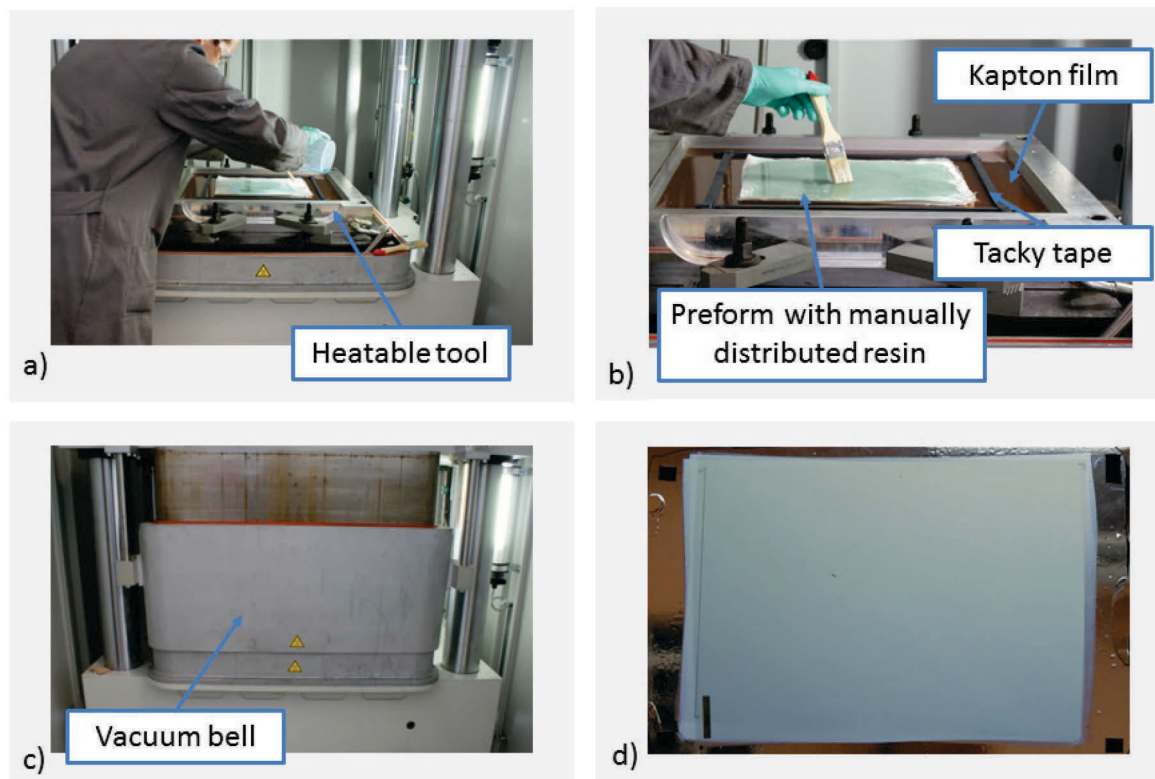 Heatable tool
a)
Kapton film
Tacky tape
Preform with manually
distributed resin
b)
Vacuum bell
c)
d)